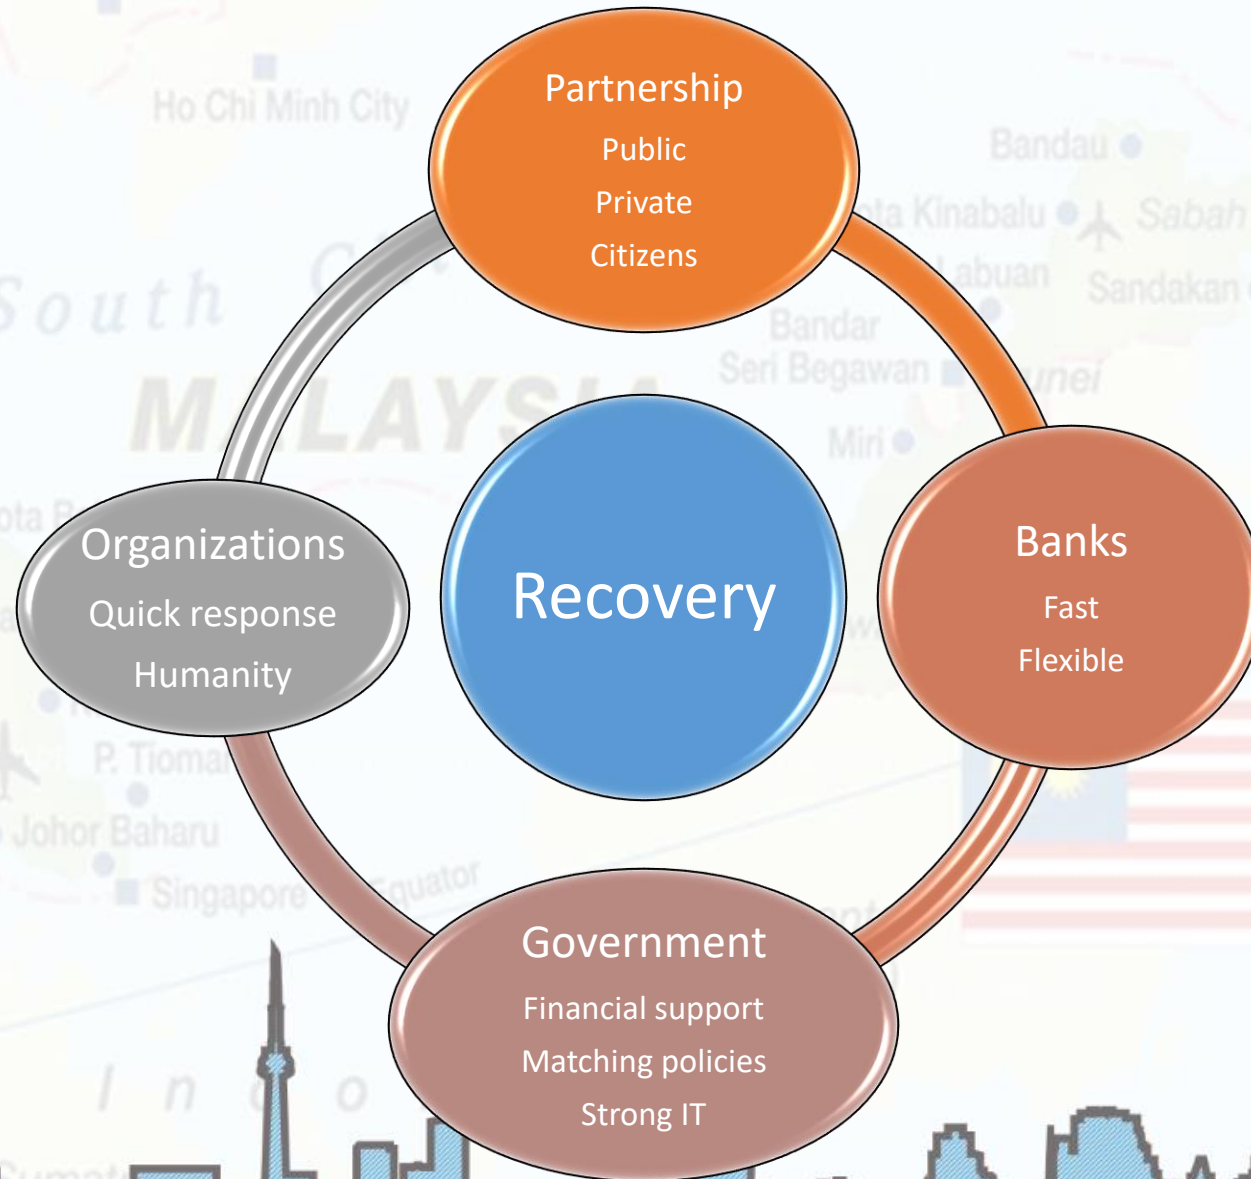 Partnership
Public
Private
Citizens
Ho Chi Minh City
Bandau
Kinabalu
Sabah
Labuan
Sandakan
South
Bandar
Seri Begawan
MALAYSIA
Miri
Organizations
Quick response
Humanity
Recovery
Banks
Fast
Flexible
Johor Baharu
Singapore
Equator
Government
Financial support
Matching policies
Strong IT